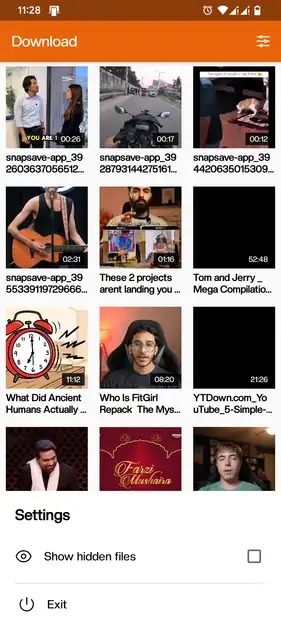 11:28
Download
YOU ARE 1
00:26
00:17
00:12
snapsave-app_39
2603637056512...
snapsave-app_39
28793144275161...
snapsave-app_39
4420635015309...
02:31
01:16
52:48
snapsave-app_39
55339119729666...
These 2 projects
arent landing you ...
Tom and Jerry _
Mega Compilatio...
11:12
08:20
21:26
What Did Ancient
Humans Actually ...
Who Is FitGirl
Repack The Mys...
YTDown.com_Yo
uTube_5-Simple-...
Farzi
Mushaira
Settings
Show hidden files
Exit